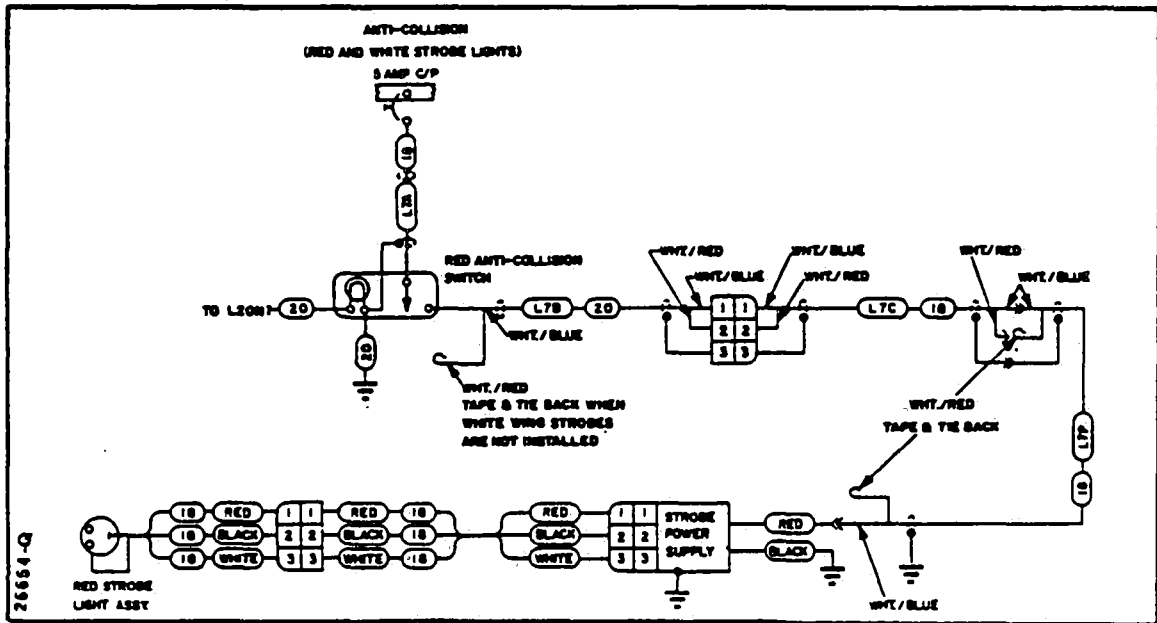 ANTI-COLLISION
(RED AND WHITE STROBE LIGHTS)
5 AMP C/P
18
L7A
RED ANTI-COLLISION
SWITCH
TO L20N1
20
20
WHT./BLUE
WHT./RED
TAPE & TIE BACK WHEN
WHITE WING STROBES
ARE NOT INSTALLED
L7B
20
WHT./RED
WHT./BLUE
1 1
2 2
3 3
WHT./BLUE
WHT./RED
L7C
18
WHT./RED
WHT./BLUE
WHT./RED
TAPE & TIE BACK
L7P
18
RED STROBE
LIGHT ASSY.
18 RED 1 1 RED 18
18 BLACK 2 2 BLACK 18
18 WHITE 3 3 WHITE 18
RED 1 1
BLACK 2 2
WHITE 3 3
STROBE
POWER
SUPPLY
RED
BLACK
WHT./BLUE
26654-Q